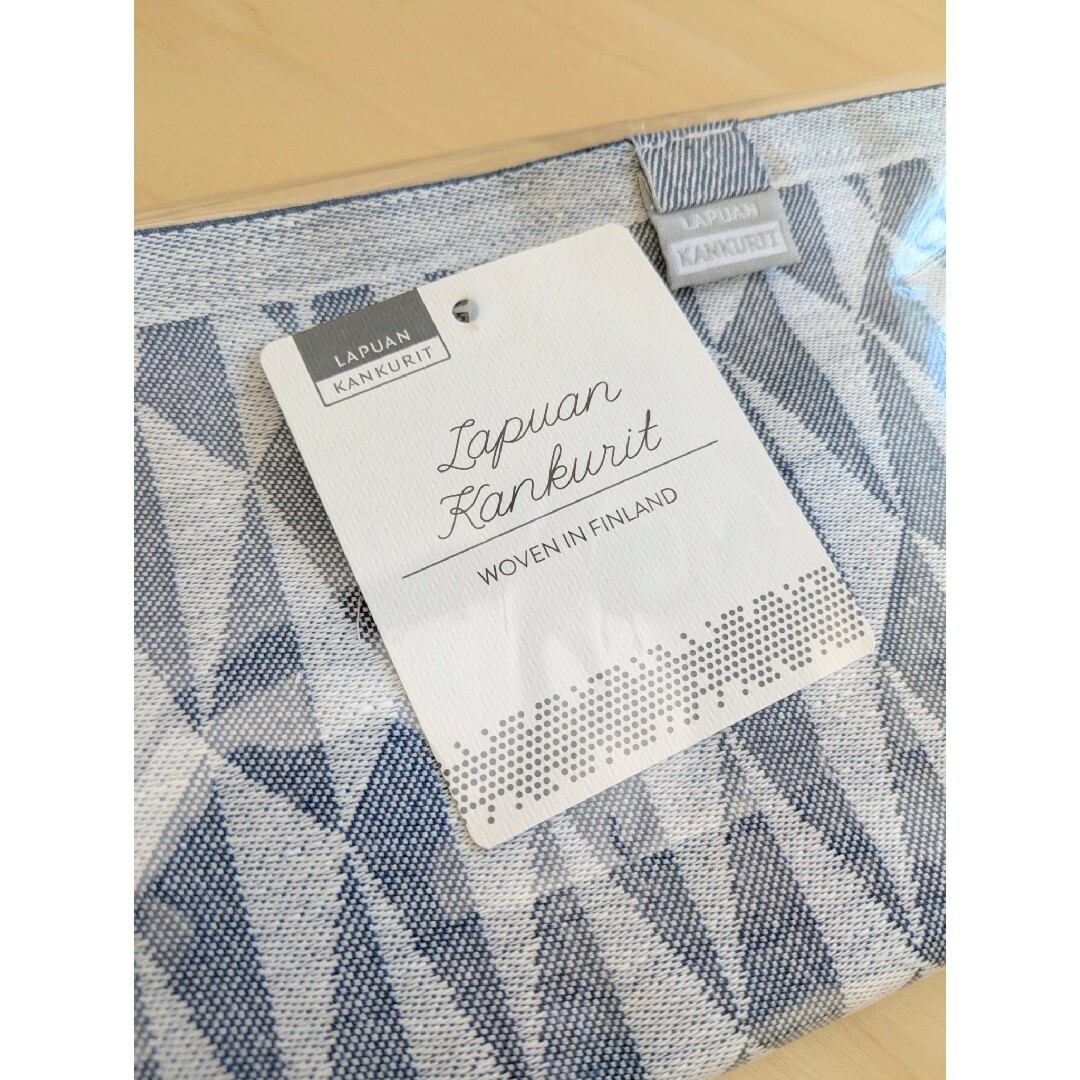 LAPUAN
KANKURIT
LAPUAN
KANKURIT
Lapuan
Kankurit
WOVEN IN FINLAND